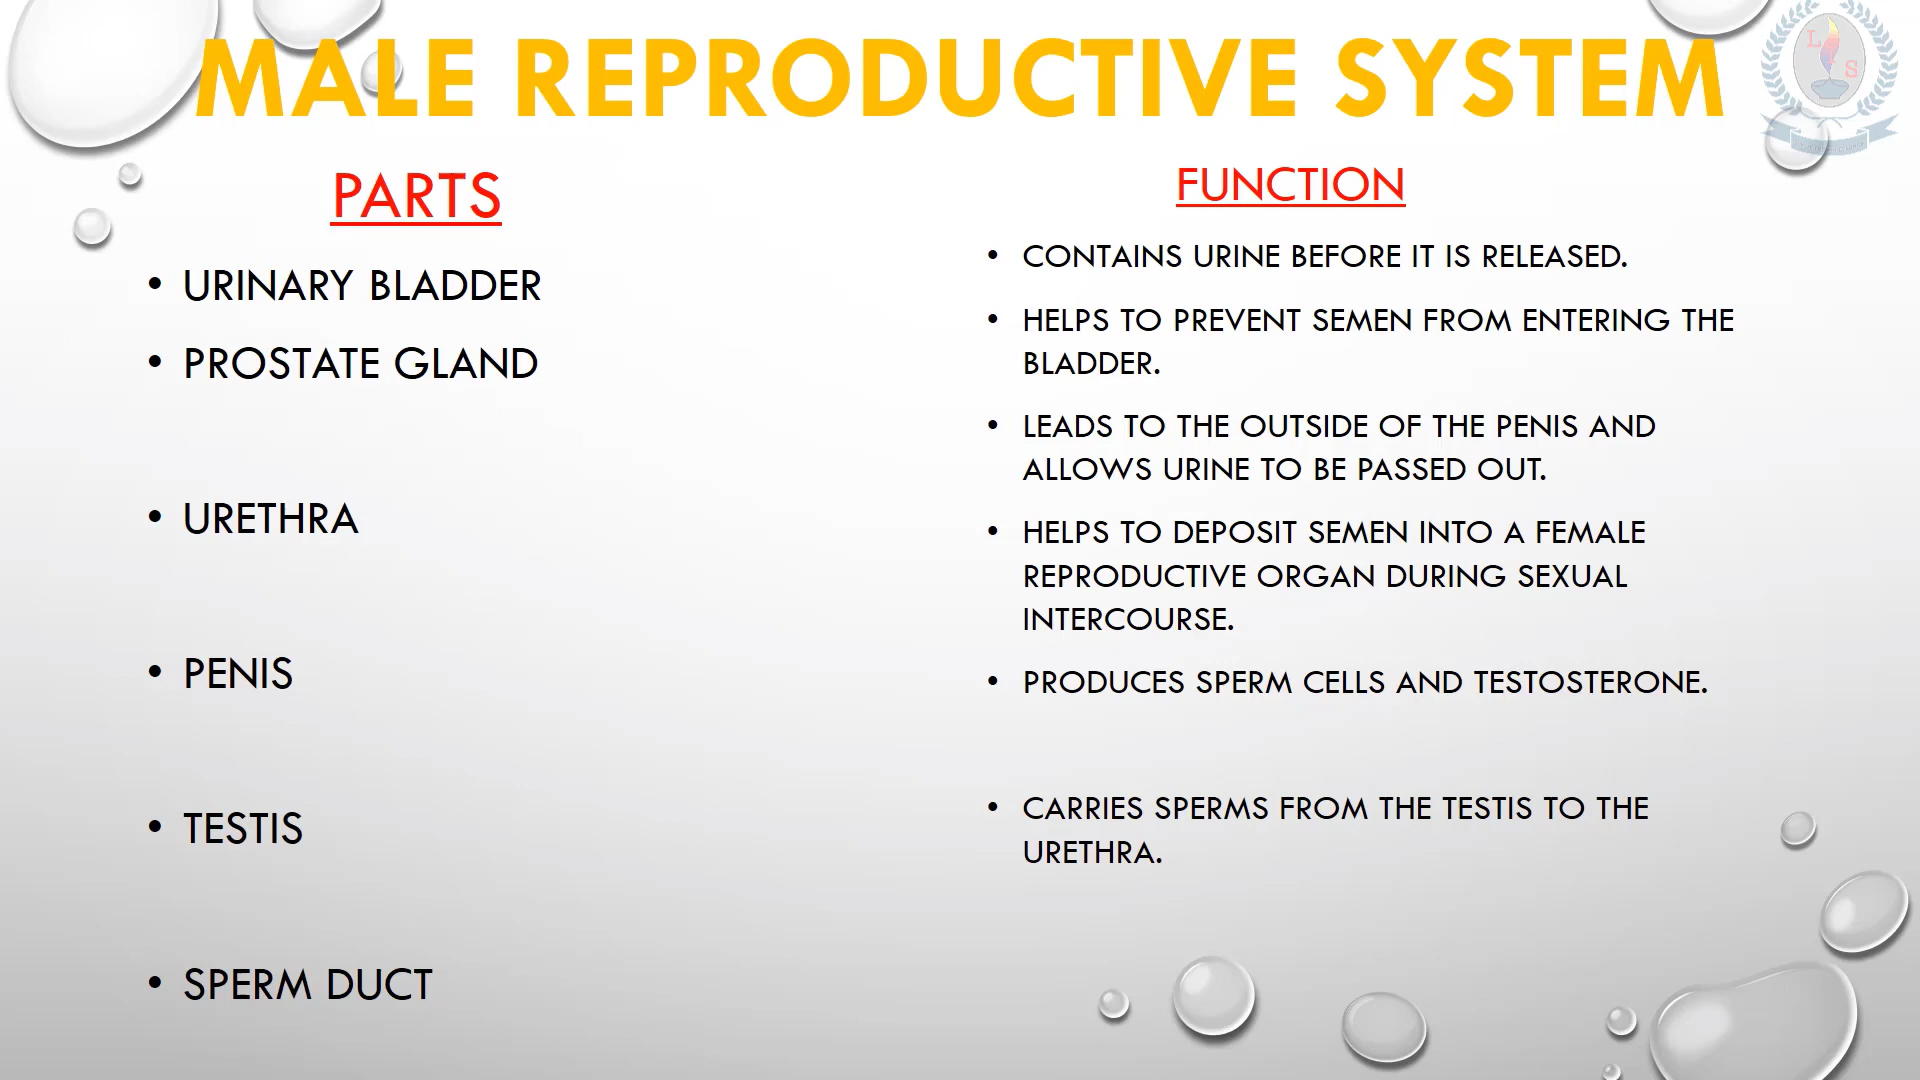 MALE REPRODUCTIVE SYSTEM
PARTS
• URINARY BLADDER
• PROSTATE GLAND
• URETHRA
• PENIS
• TESTIS
• SPERM DUCT
FUNCTION
• CONTAINS URINE BEFORE IT IS RELEASED.
• HELPS TO PREVENT SEMEN FROM ENTERING THE
BLADDER.
• LEADS TO THE OUTSIDE OF THE PENIS AND
ALLOWS URINE TO BE PASSED OUT.
• HELPS TO DEPOSIT SEMEN INTO A FEMALE
REPRODUCTIVE ORGAN DURING SEXUAL
INTERCOURSE.
• PRODUCES SPERM CELLS AND TESTOSTERONE.
• CARRIES SPERMS FROM THE TESTIS TO THE
URETHRA.
L
S